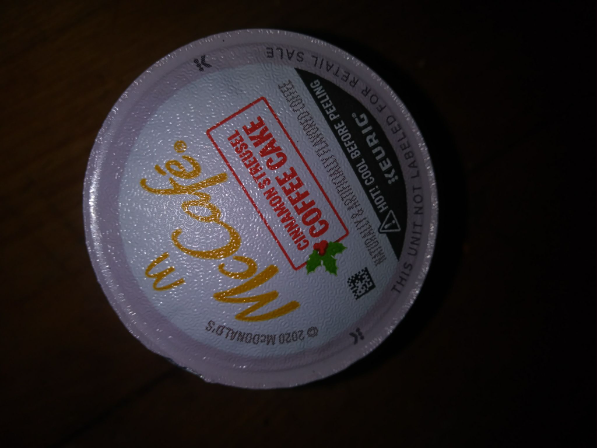 THIS UNIT NOT LABELED FOR RETAIL SALE
m
McCafé®
CINNAMON STREUSEL
COFFEE CAKE
NATURALLY & ARTIFICIALLY FLAVORED COFFEE
HOT! COOL BEFORE PEELING
KEURIG®
© 2020 McDONALD'S